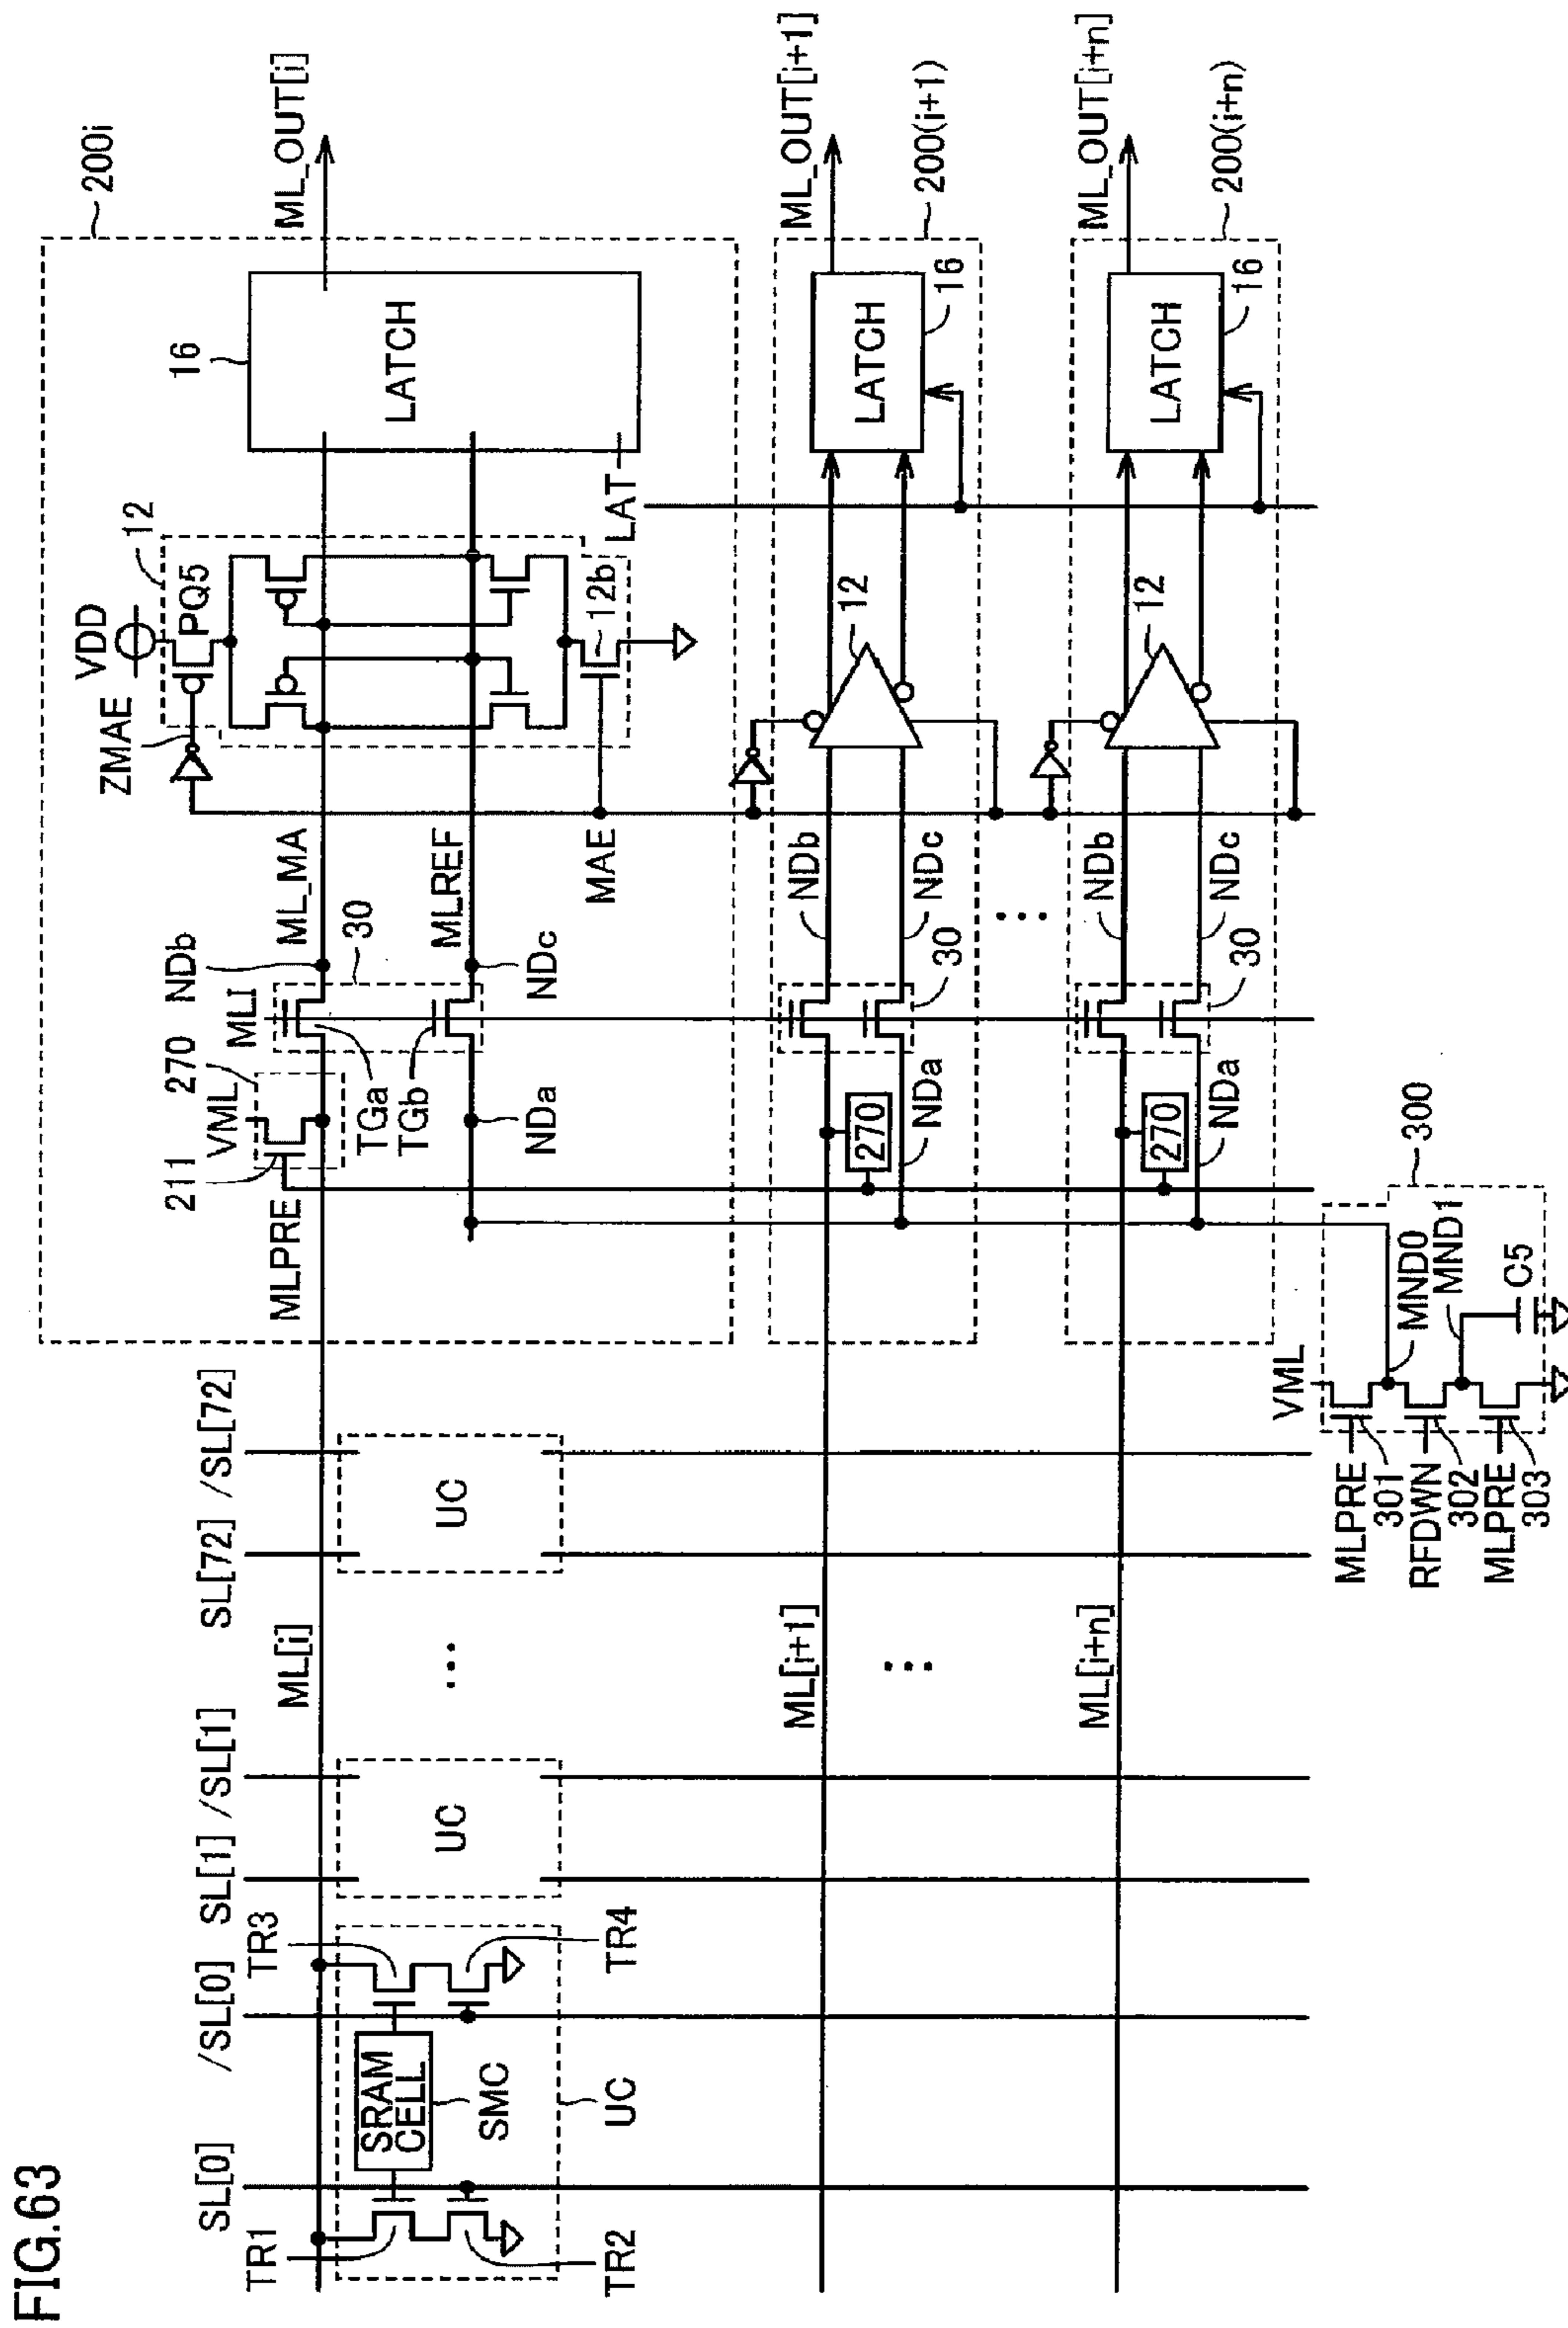 FIG.63
SL[0]
/SL[0]
SL[1]
/SL[1]
SL[72]
/SL[72]
TR1
TR3
ML[i]
SRAM
CELL
SMC
UC
TR2
TR4
UC
...
UC
MLPRE
211
VML
270
MLI
NDb
ML_MA
30
TGa
TGb
NDa
NDc
MLREF
MAE
ZMAE
VDD
PQ5
12
12b
LAT
16
LATCH
ML_OUT[i]
200i
ML[i+1]
270
NDa
30
NDb
NDc
12
LATCH
16
ML_OUT[i+1]
200(i+1)
...
...
ML[i+n]
270
NDa
30
NDb
NDc
12
LATCH
16
ML_OUT[i+n]
200(i+n)
VML
MLPRE
301
RFDWN
302
MLPRE
303
MND0
MND1
C5
300